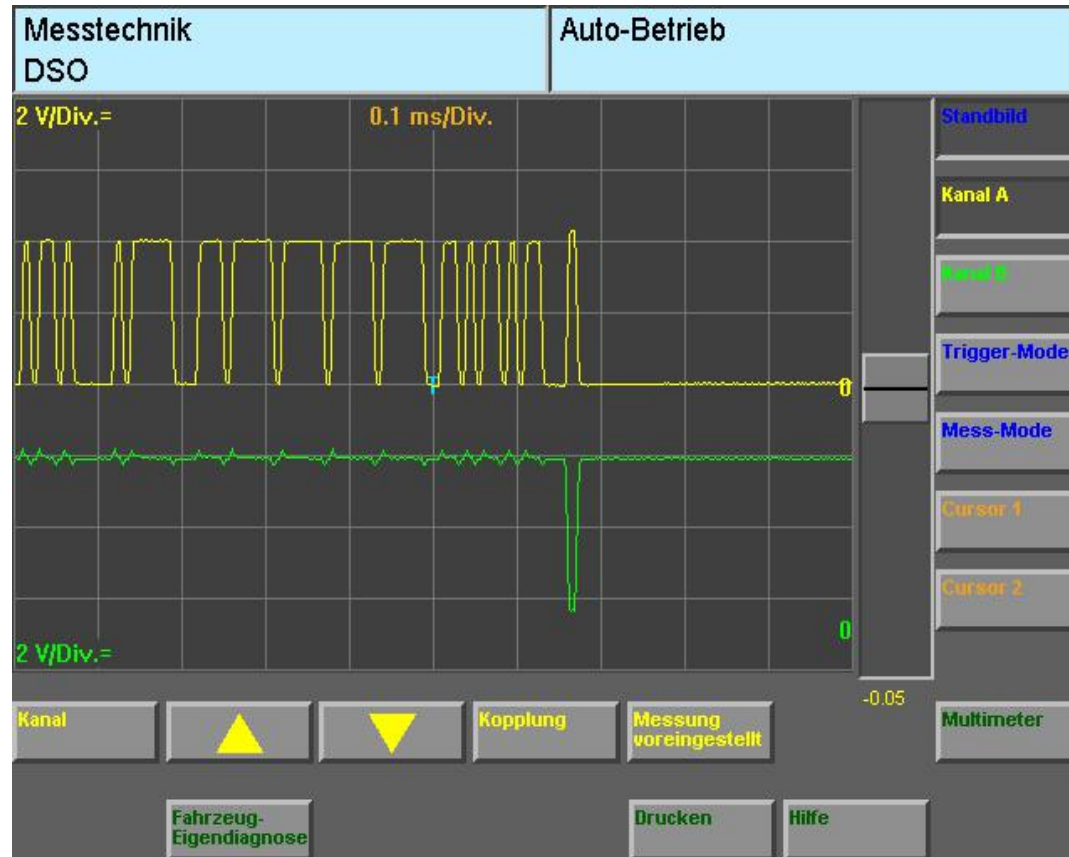 Messtechnik
DSO
Auto-Betrieb
2 V/Div.=
0.1 ms/Div.
0
T
0
2 V/Div.=
-0.05
Standbild
Kanal A
Kanal B
Trigger-Mode
Mess-Mode
Cursor 1
Cursor 2
Multimeter
Kanal
Kopplung
Messung
voreingestellt
Fahrzeug-
Eigendiagnose
Drucken
Hilfe